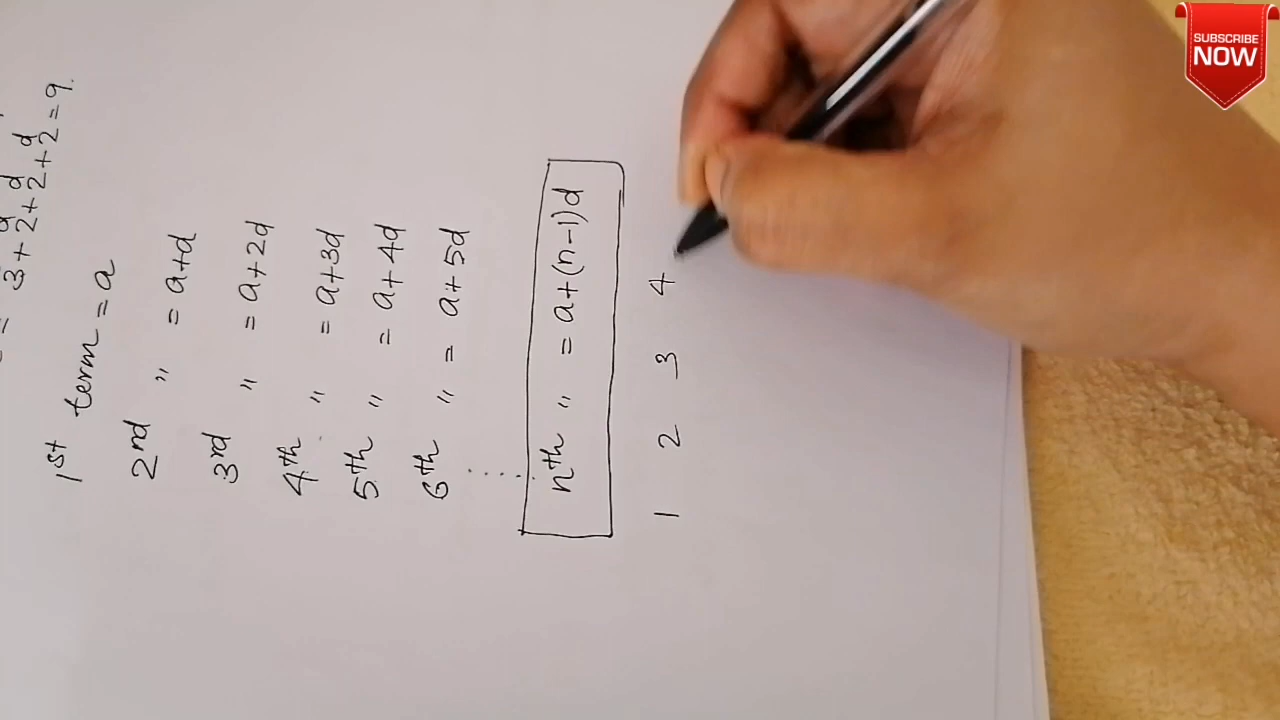 = 3 + 2 + 2 + 2 = 9.
d d d
1st term = a
2nd " = a+d
3rd " = a+2d
4th " = a+3d
5th " = a+4d
6th " = a+5d
.....
nth " = a+(n-1)d
1 2 3 4
SUBSCRIBE
NOW